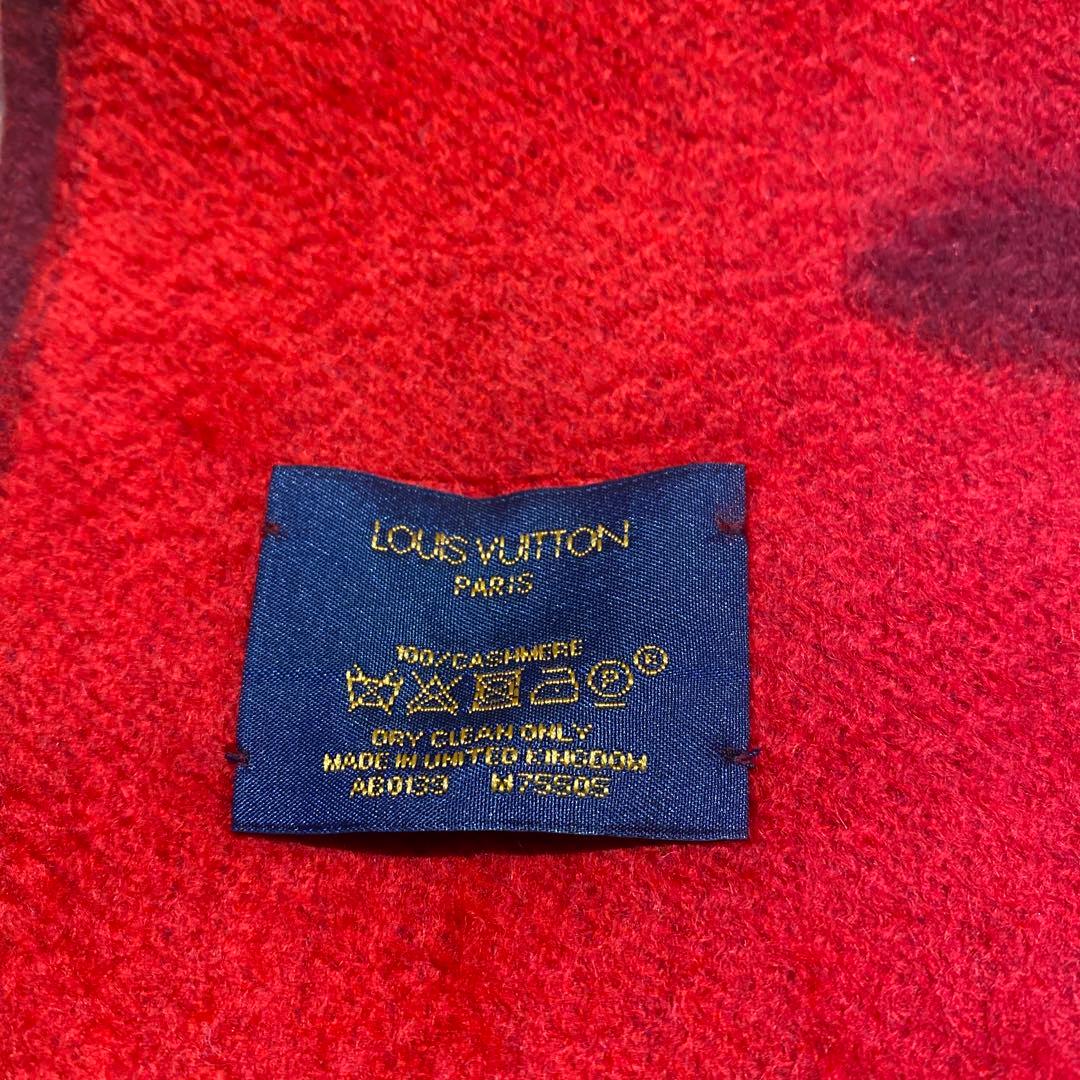 LOUIS VUITTON
PARIS
100% CASHMERE
P R
DRY CLEAN ONLY
MADE IN UNITED KINGDOM
AB0139 M75505